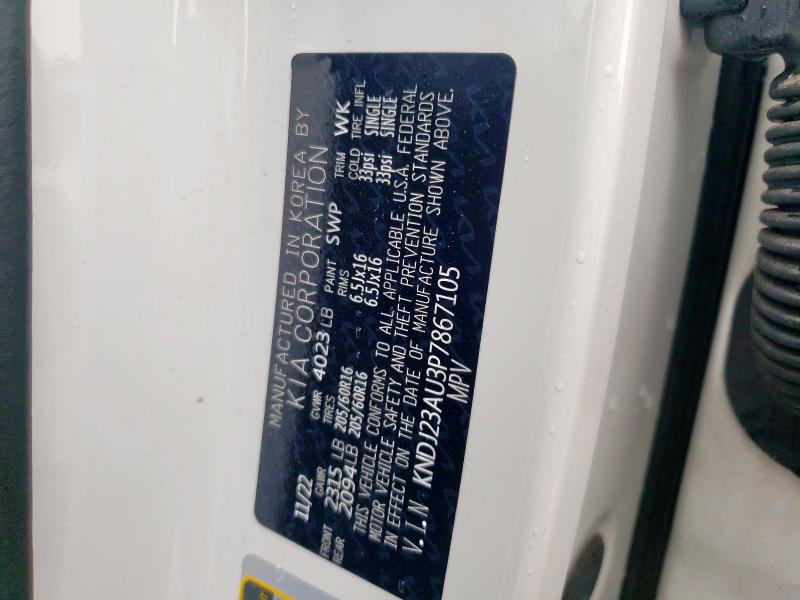 MANUFACTURED IN KOREA BY
KIA CORPORATION
11/22 GVWR 4023 LB PAINT SWP TRIM WK
GAWR TIRES RIMS COLD TIRE INFL
FRONT 2315 LB 205/60R16 6.5Jx16 33psi SINGLE
REAR 2094 LB 205/60R16 6.5Jx16 33psi SINGLE
THIS VEHICLE CONFORMS TO ALL APPLICABLE U.S.A. FEDERAL
MOTOR VEHICLE SAFETY AND THEFT PREVENTION STANDARDS
IN EFFECT ON THE DATE OF MANUFACTURE SHOWN ABOVE.
V.I.N KNDJ23AU3P7867105
MPV